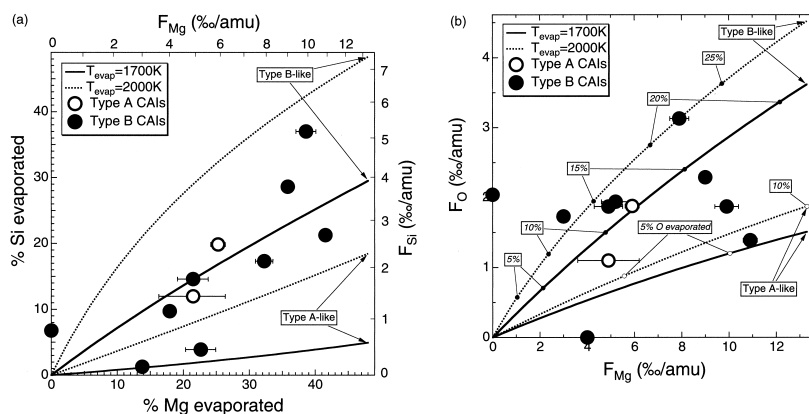 (a)
F_Mg (‰/amu)
0 3 6 8 10 13
T_evap=1700K
T_evap=2000K
Type A CAIs
Type B CAIs
Type B-like
Type A-like
% Si evaporated
40
30
20
10
0
F_Si (‰/amu)
7
6
5
4
3
2
1
0
0 10 20 30 40
% Mg evaporated
(b)
T_evap=1700K
T_evap=2000K
Type A CAIs
Type B CAIs
Type B-like
25%
20%
15%
10%
10%
5% O evaporated
5%
Type A-like
F_O (‰/amu)
4
3
2
1
0
0 2 4 6 8 10 12
F_Mg (‰/amu)